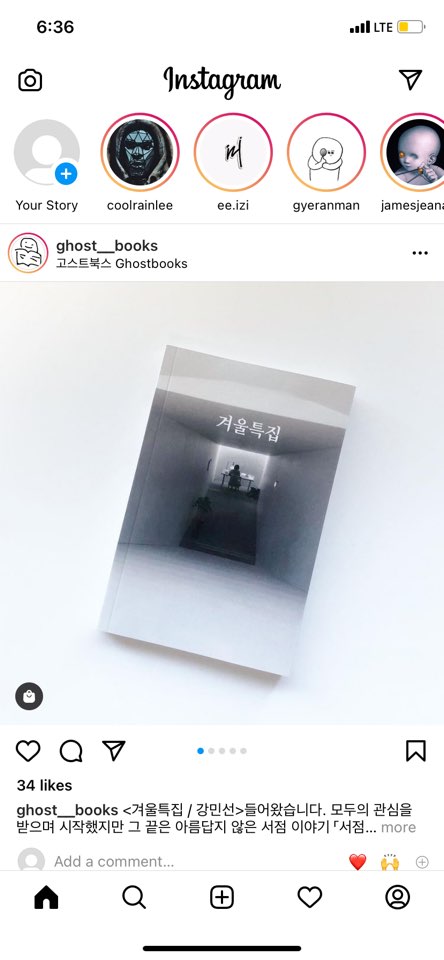 6:36
LTE
Instagram
Your Story
coolrainlee
ee.izi
gyeranman
jamesjeana
ghost__books
고스트북스 Ghostbooks
겨울특집
34 likes
ghost__books <겨울특집 / 강민선>들어왔습니다. 모두의 관심을
받으며 시작했지만 그 끝은 아름답지 않은 서점 이야기 「서점... more
Add a comment...